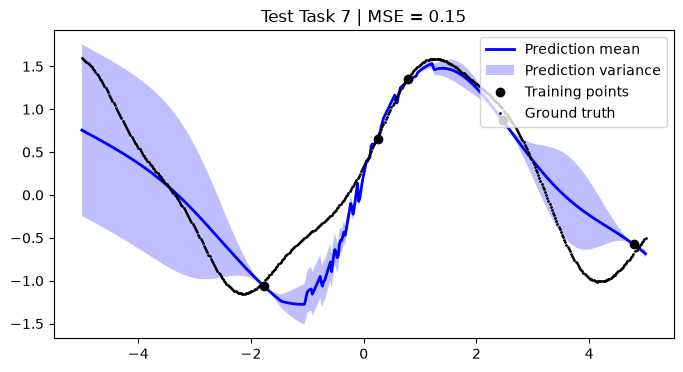 Test Task 7 | MSE = 0.15
Prediction mean
Prediction variance
Training points
Ground truth
1.5
1.0
0.5
0.0
−0.5
−1.0
−1.5
−4
−2
0
2
4